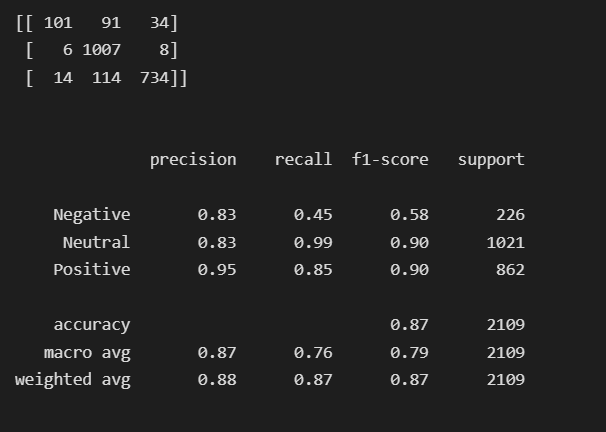 [[ 101   91   34]
 [   6 1007    8]
 [  14  114  734]]
              precision    recall  f1-score   support
    Negative       0.83      0.45      0.58       226
     Neutral       0.83      0.99      0.90      1021
    Positive       0.95      0.85      0.90       862
    accuracy                           0.87      2109
   macro avg       0.87      0.76      0.79      2109
weighted avg       0.88      0.87      0.87      2109